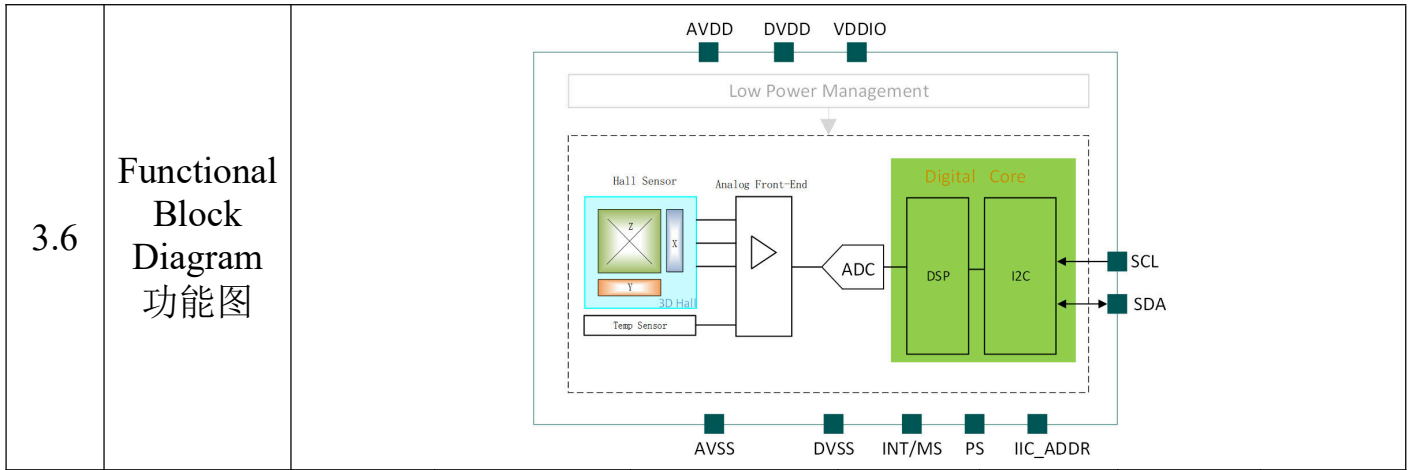 3.6
Functional
Block
Diagram
功能图
AVDD DVDD VDDIO
Low Power Management
Hall Sensor
Analog Front-End
Digital Core
Z
X
Y
3D Hall
Temp Sensor
ADC
DSP
I2C
SCL
SDA
AVSS DVSS INT/MS PS IIC_ADDR